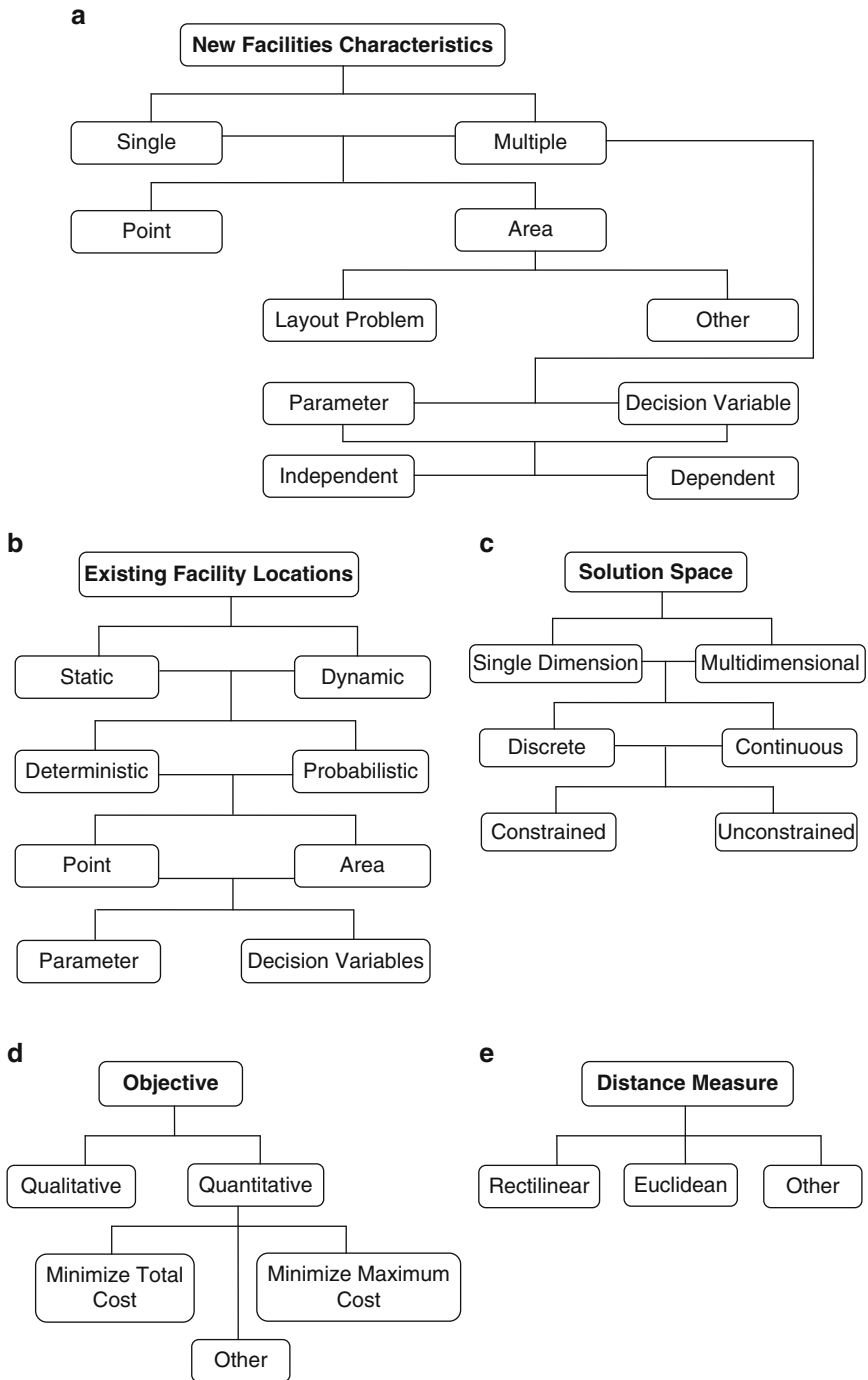 a
New Facilities Characteristics
Single
Multiple
Point
Area
Layout Problem
Other
Parameter
Decision Variable
Independent
Dependent
b
Existing Facility Locations
Static
Dynamic
Deterministic
Probabilistic
Point
Area
Parameter
Decision Variables
c
Solution Space
Single Dimension
Multidimensional
Discrete
Continuous
Constrained
Unconstrained
d
Objective
Qualitative
Quantitative
Minimize Total
Cost
Minimize Maximum
Cost
Other
e
Distance Measure
Rectilinear
Euclidean
Other